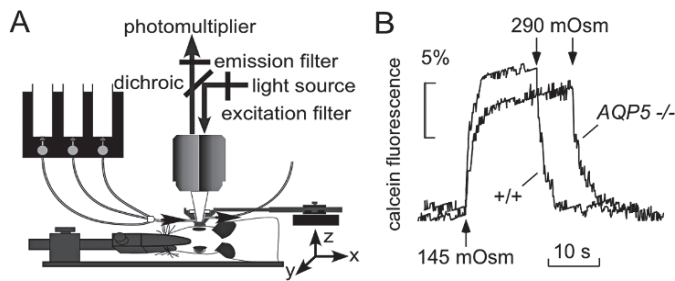 A
photomultiplier
emission filter
dichroic
light source
excitation filter
z
x
y
B
290 mOsm
5%
calcein fluorescence
AQP5 -/-
+/+
145 mOsm
10 s